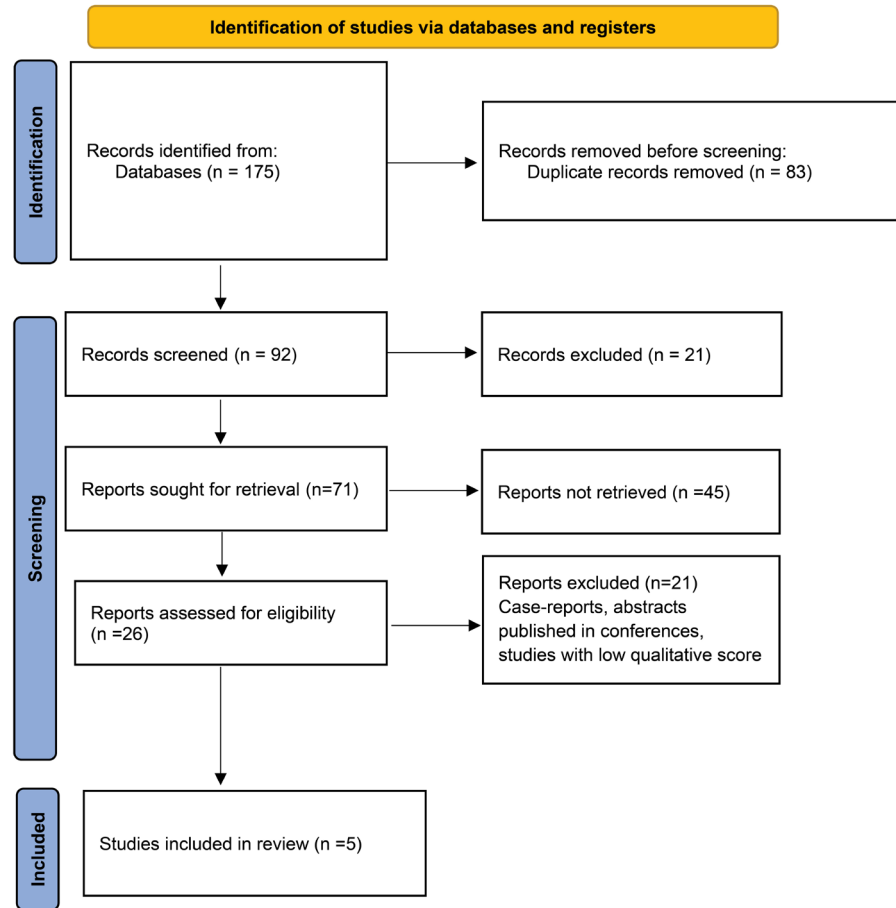 Identification of studies via databases and registers
Identification
Records identified from:
Databases (n = 175)
Records removed before screening:
Duplicate records removed (n = 83)
Screening
Records screened (n = 92)
Records excluded (n = 21)
Reports sought for retrieval (n=71)
Reports not retrieved (n =45)
Reports assessed for eligibility
(n =26)
Reports excluded (n=21)
Case-reports, abstracts
published in conferences,
studies with low qualitative score
Included
Studies included in review (n =5)